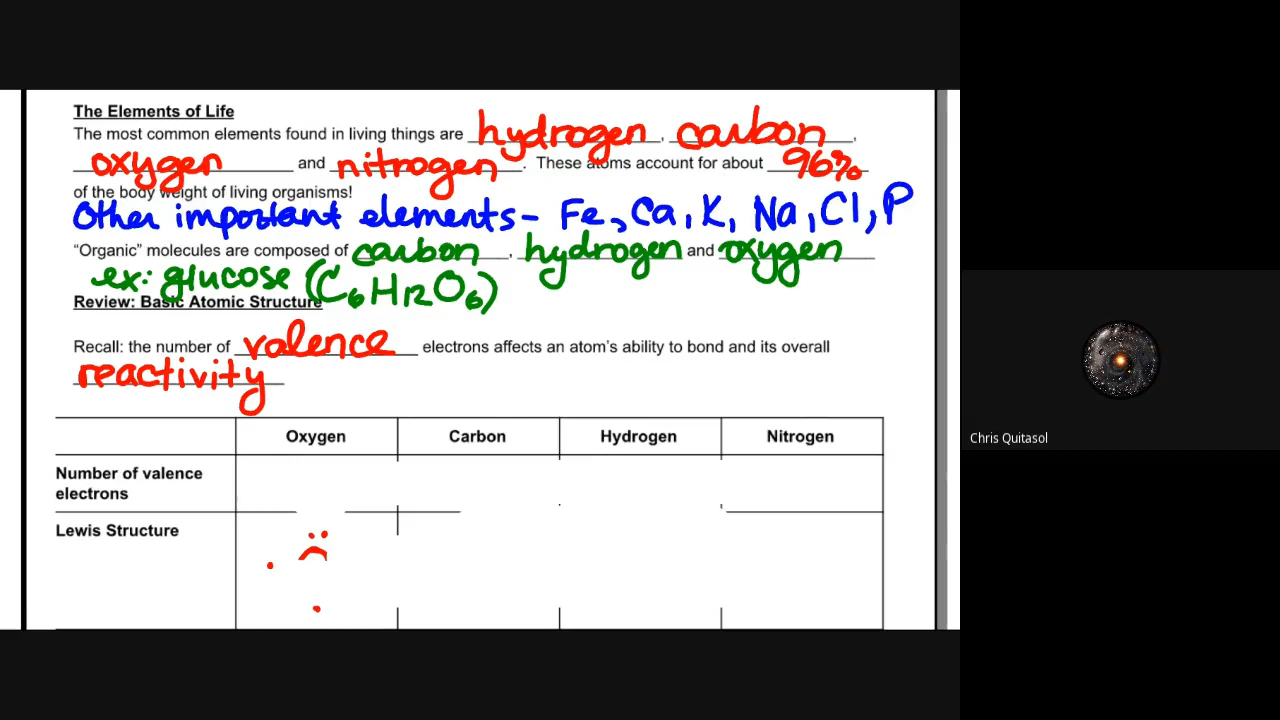 The Elements of Life
The most common elements found in living things are hydrogen, carbon,
oxygen and nitrogen. These atoms account for about 96%
of the body weight of living organisms!
Other important elements - Fe, Ca, K, Na, Cl, P
“Organic” molecules are composed of carbon, hydrogen and oxygen
ex: glucose (C6H12O6)
Review: Basic Atomic Structure
Recall: the number of valence electrons affects an atom's ability to bond and its overall
reactivity
Oxygen Carbon Hydrogen Nitrogen
Number of valence
electrons
Lewis Structure
Chris Quitasol